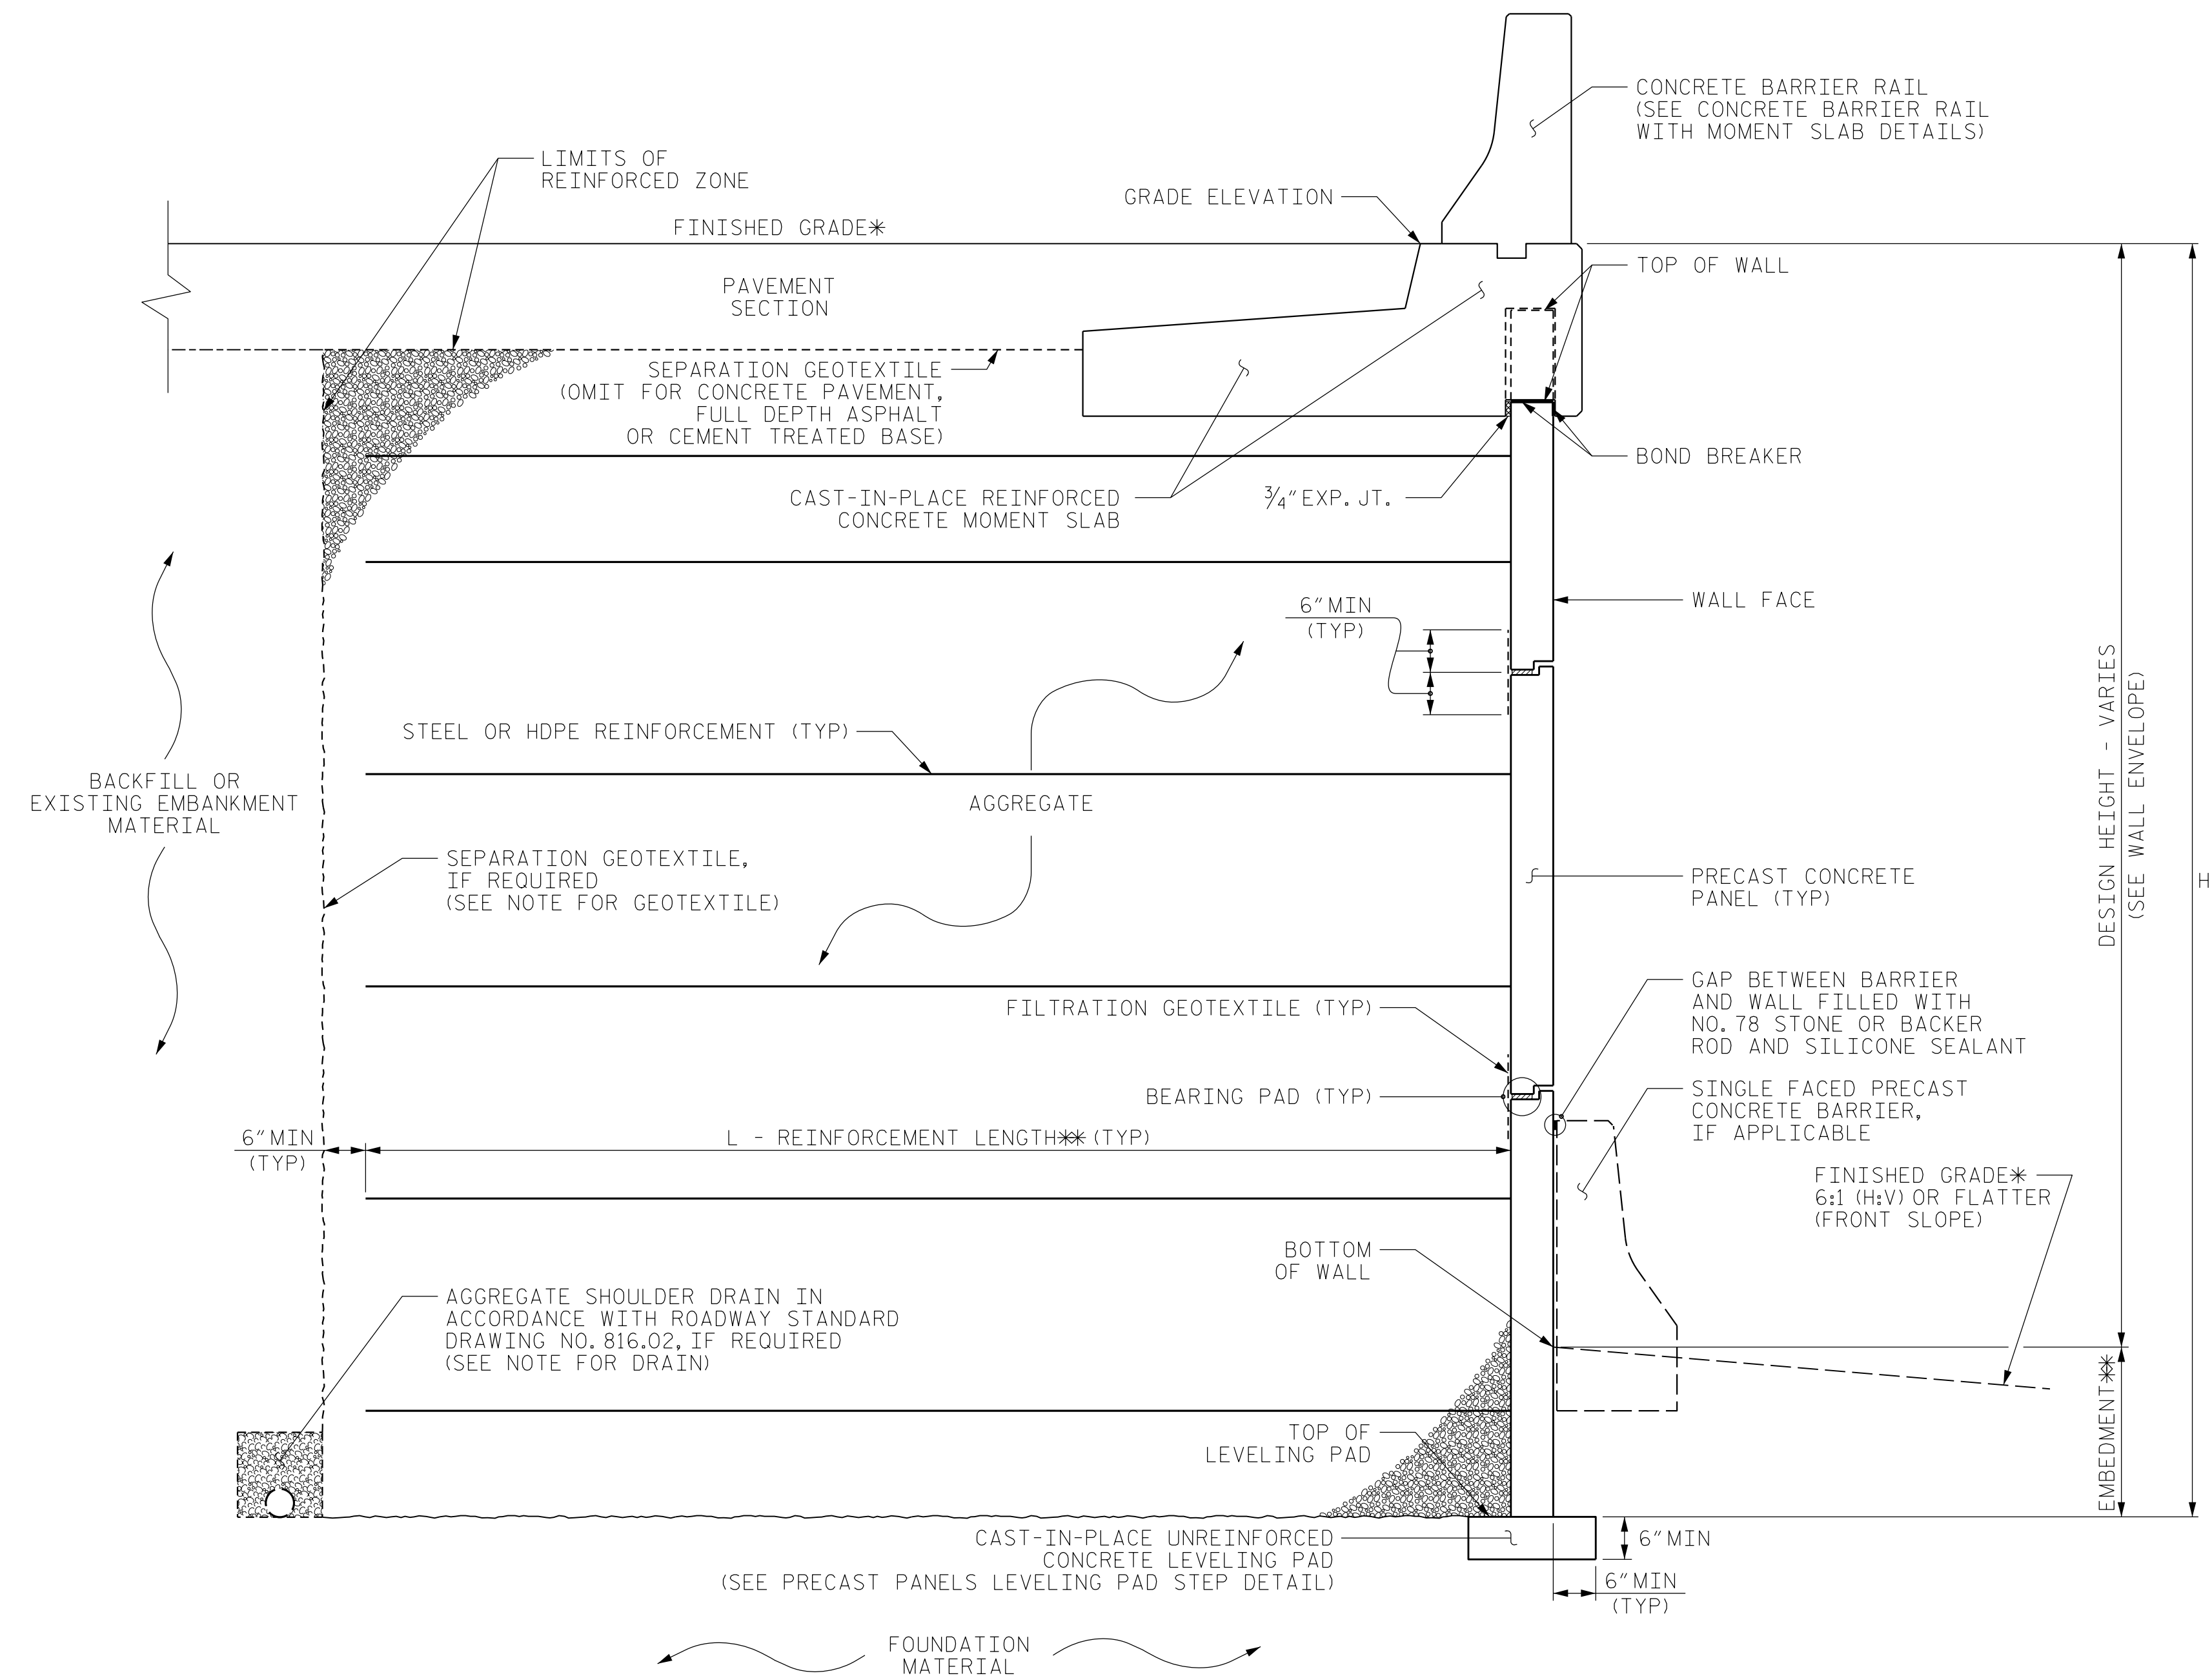 CONCRETE BARRIER RAIL
(SEE CONCRETE BARRIER RAIL
WITH MOMENT SLAB DETAILS)
LIMITS OF
REINFORCED ZONE
GRADE ELEVATION
FINISHED GRADE*
TOP OF WALL
PAVEMENT
SECTION
SEPARATION GEOTEXTILE
(OMIT FOR CONCRETE PAVEMENT,
FULL DEPTH ASPHALT
OR CEMENT TREATED BASE)
BOND BREAKER
CAST-IN-PLACE REINFORCED
CONCRETE MOMENT SLAB
3/4" EXP. JT.
6" MIN
(TYP)
WALL FACE
STEEL OR HDPE REINFORCEMENT (TYP)
BACKFILL OR
EXISTING EMBANKMENT
MATERIAL
AGGREGATE
DESIGN HEIGHT - VARIES
(SEE WALL ENVELOPE)
H
SEPARATION GEOTEXTILE,
IF REQUIRED
(SEE NOTE FOR GEOTEXTILE)
PRECAST CONCRETE
PANEL (TYP)
GAP BETWEEN BARRIER
AND WALL FILLED WITH
NO. 78 STONE OR BACKER
ROD AND SILICONE SEALANT
FILTRATION GEOTEXTILE (TYP)
BEARING PAD (TYP)
SINGLE FACED PRECAST
CONCRETE BARRIER,
IF APPLICABLE
6" MIN
(TYP)
L - REINFORCEMENT LENGTH** (TYP)
FINISHED GRADE*
6:1 (H:V) OR FLATTER
(FRONT SLOPE)
BOTTOM
OF WALL
AGGREGATE SHOULDER DRAIN IN
ACCORDANCE WITH ROADWAY STANDARD
DRAWING NO. 816.02, IF REQUIRED
(SEE NOTE FOR DRAIN)
EMBEDMENT**
TOP OF
LEVELING PAD
CAST-IN-PLACE UNREINFORCED
CONCRETE LEVELING PAD
(SEE PRECAST PANELS LEVELING PAD STEP DETAIL)
6" MIN
6" MIN
(TYP)
FOUNDATION
MATERIAL